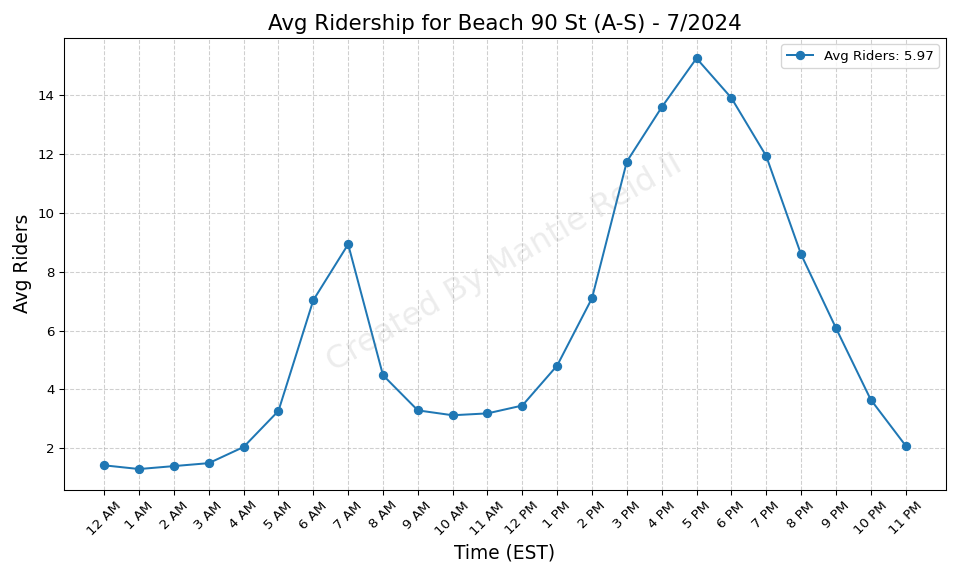 Avg Ridership for Beach 90 St (A-S) - 7/2024
Avg Riders: 5.97
Avg Riders
14
12
10
8
6
4
2
Created By Mantie Reid II
12 AM
1 AM
2 AM
3 AM
4 AM
5 AM
6 AM
7 AM
8 AM
9 AM
10 AM
11 AM
12 PM
1 PM
2 PM
3 PM
4 PM
5 PM
6 PM
7 PM
8 PM
9 PM
10 PM
11 PM
Time (EST)